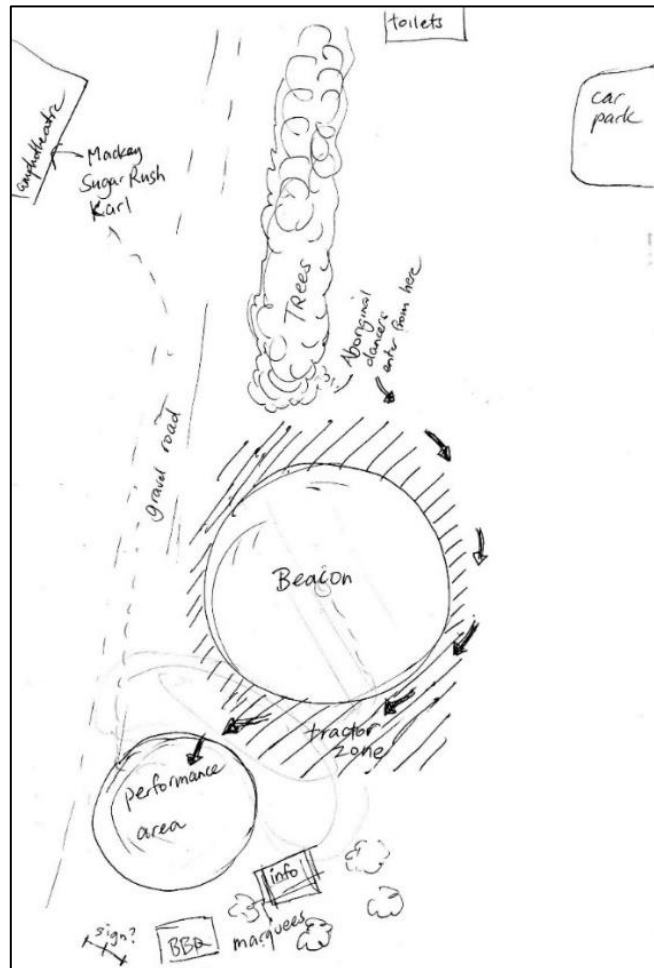 toilets
car
park
amphitheatre
Mackay
Sugar Rush
Karl
TREES
Aboriginal
dancers
enter from here
gravel road
Beacon
tractor
zone
performance
area
info
marquees
sign?
BBQ